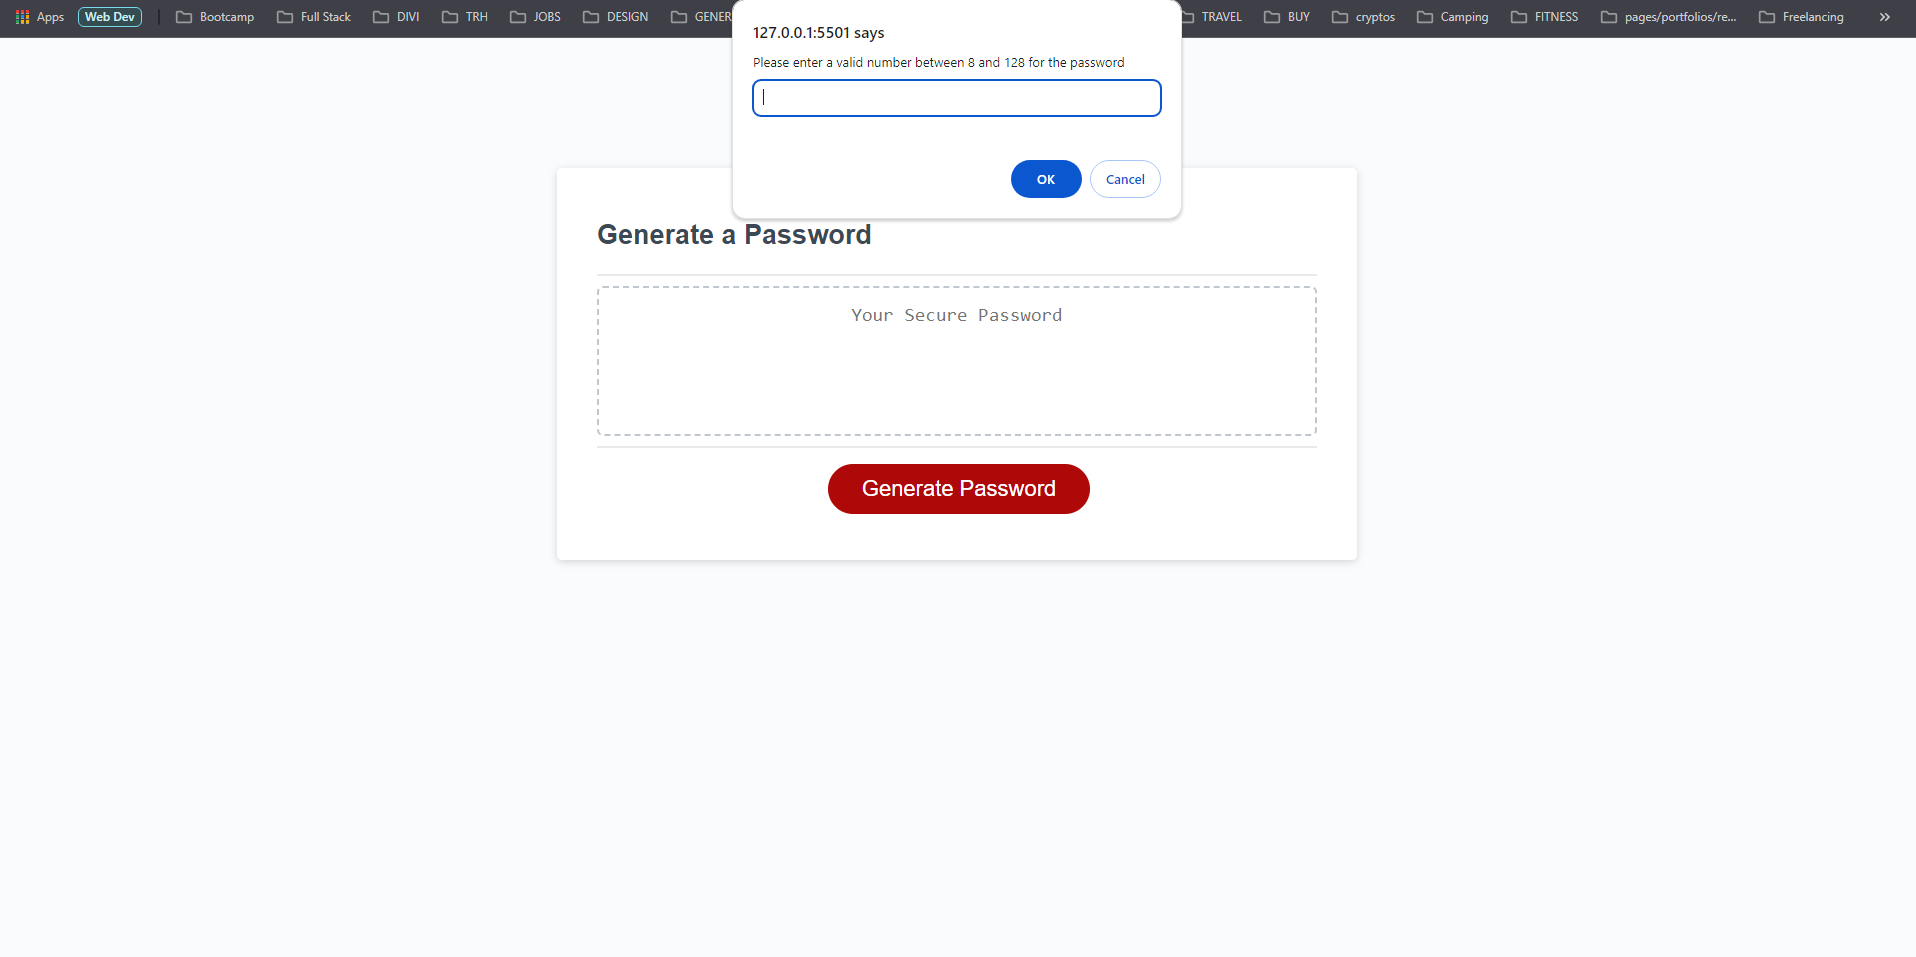 Apps Web Dev Bootcamp Full Stack DIVI TRH JOBS DESIGN GENER TRAVEL BUY cryptos Camping FITNESS pages/portfolios/re... Freelancing »
127.0.0.1:5501 says
Please enter a valid number between 8 and 128 for the password
OK Cancel
Generate a Password
Your Secure Password
Generate Password